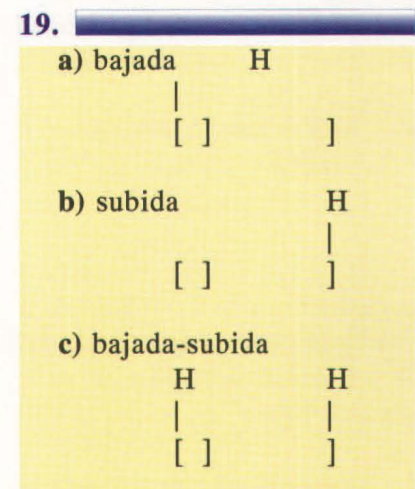 19.
a) bajada H
|
[ ] ]
b) subida H
|
[ ] ]
c) bajada-subida
H H
| |
[ ] ]